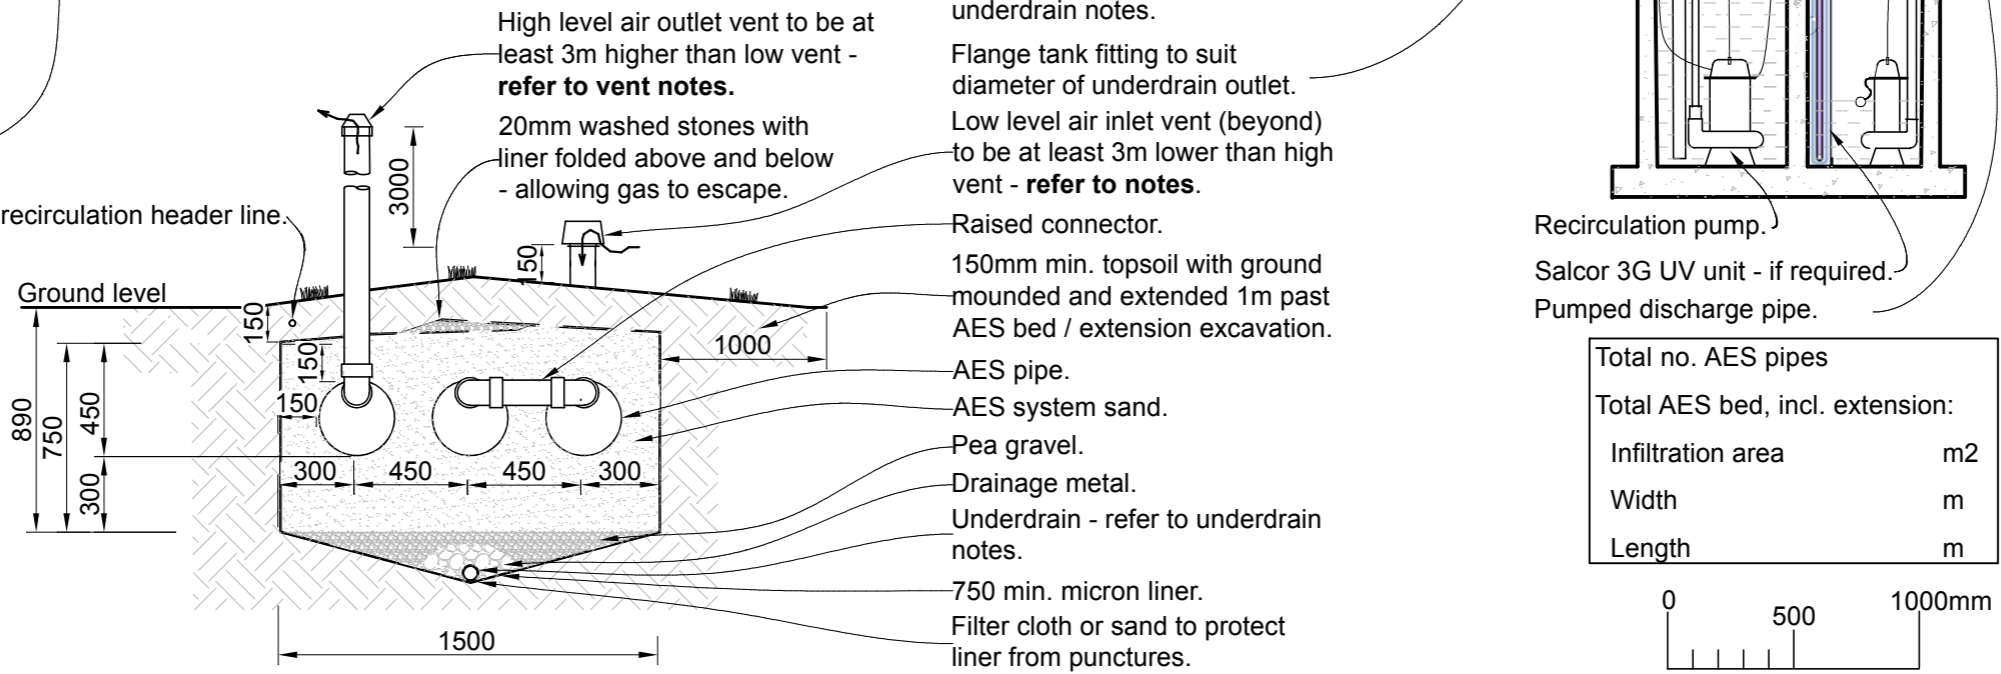 High level air outlet vent to be at
least 3m higher than low vent -
refer to vent notes.
20mm washed stones with
liner folded above and below
- allowing gas to escape.
recirculation header line.
Ground level
underdrain notes.
Flange tank fitting to suit
diameter of underdrain outlet.
Low level air inlet vent (beyond)
to be at least 3m lower than high
vent - refer to notes.
Raised connector.
150mm min. topsoil with ground
mounded and extended 1m past
AES bed / extension excavation.
AES pipe.
AES system sand.
Pea gravel.
Drainage metal.
Underdrain - refer to underdrain
notes.
750 min. micron liner.
Filter cloth or sand to protect
liner from punctures.
3000
150
150
150
150
1000
890
750
450
300
300
450
450
300
1500
Recirculation pump.
Salcor 3G UV unit - if required.
Pumped discharge pipe.
Total no. AES pipes
Total AES bed, incl. extension:
Infiltration area m2
Width m
Length m
0 500 1000mm